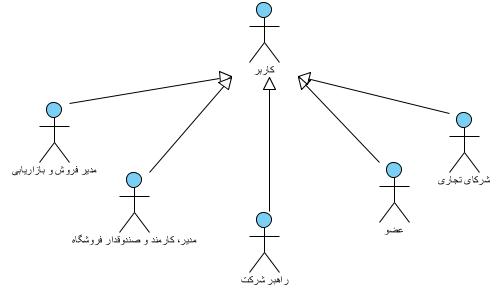 کاربر
مدیر فروش و بازاریابی
شرکای تجاری
مدیر، کارمند و صندوقدار فروشگاه
عضو
راهبر شرکت